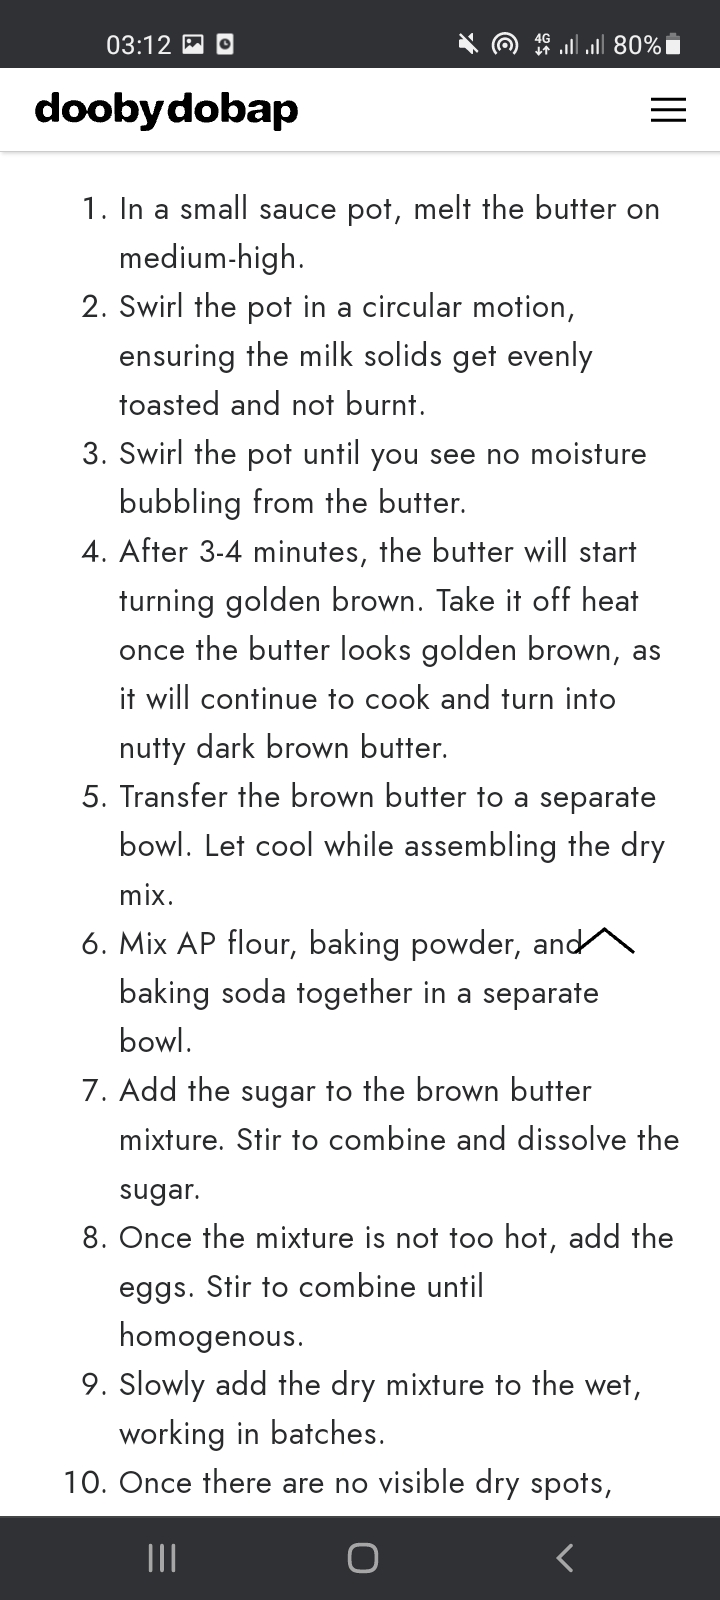 03:12
4G
80%
doobydobap
1. In a small sauce pot, melt the butter on
medium-high.
2. Swirl the pot in a circular motion,
ensuring the milk solids get evenly
toasted and not burnt.
3. Swirl the pot until you see no moisture
bubbling from the butter.
4. After 3-4 minutes, the butter will start
turning golden brown. Take it off heat
once the butter looks golden brown, as
it will continue to cook and turn into
nutty dark brown butter.
5. Transfer the brown butter to a separate
bowl. Let cool while assembling the dry
mix.
6. Mix AP flour, baking powder, and
baking soda together in a separate
bowl.
7. Add the sugar to the brown butter
mixture. Stir to combine and dissolve the
sugar.
8. Once the mixture is not too hot, add the
eggs. Stir to combine until
homogenous.
9. Slowly add the dry mixture to the wet,
working in batches.
10. Once there are no visible dry spots,